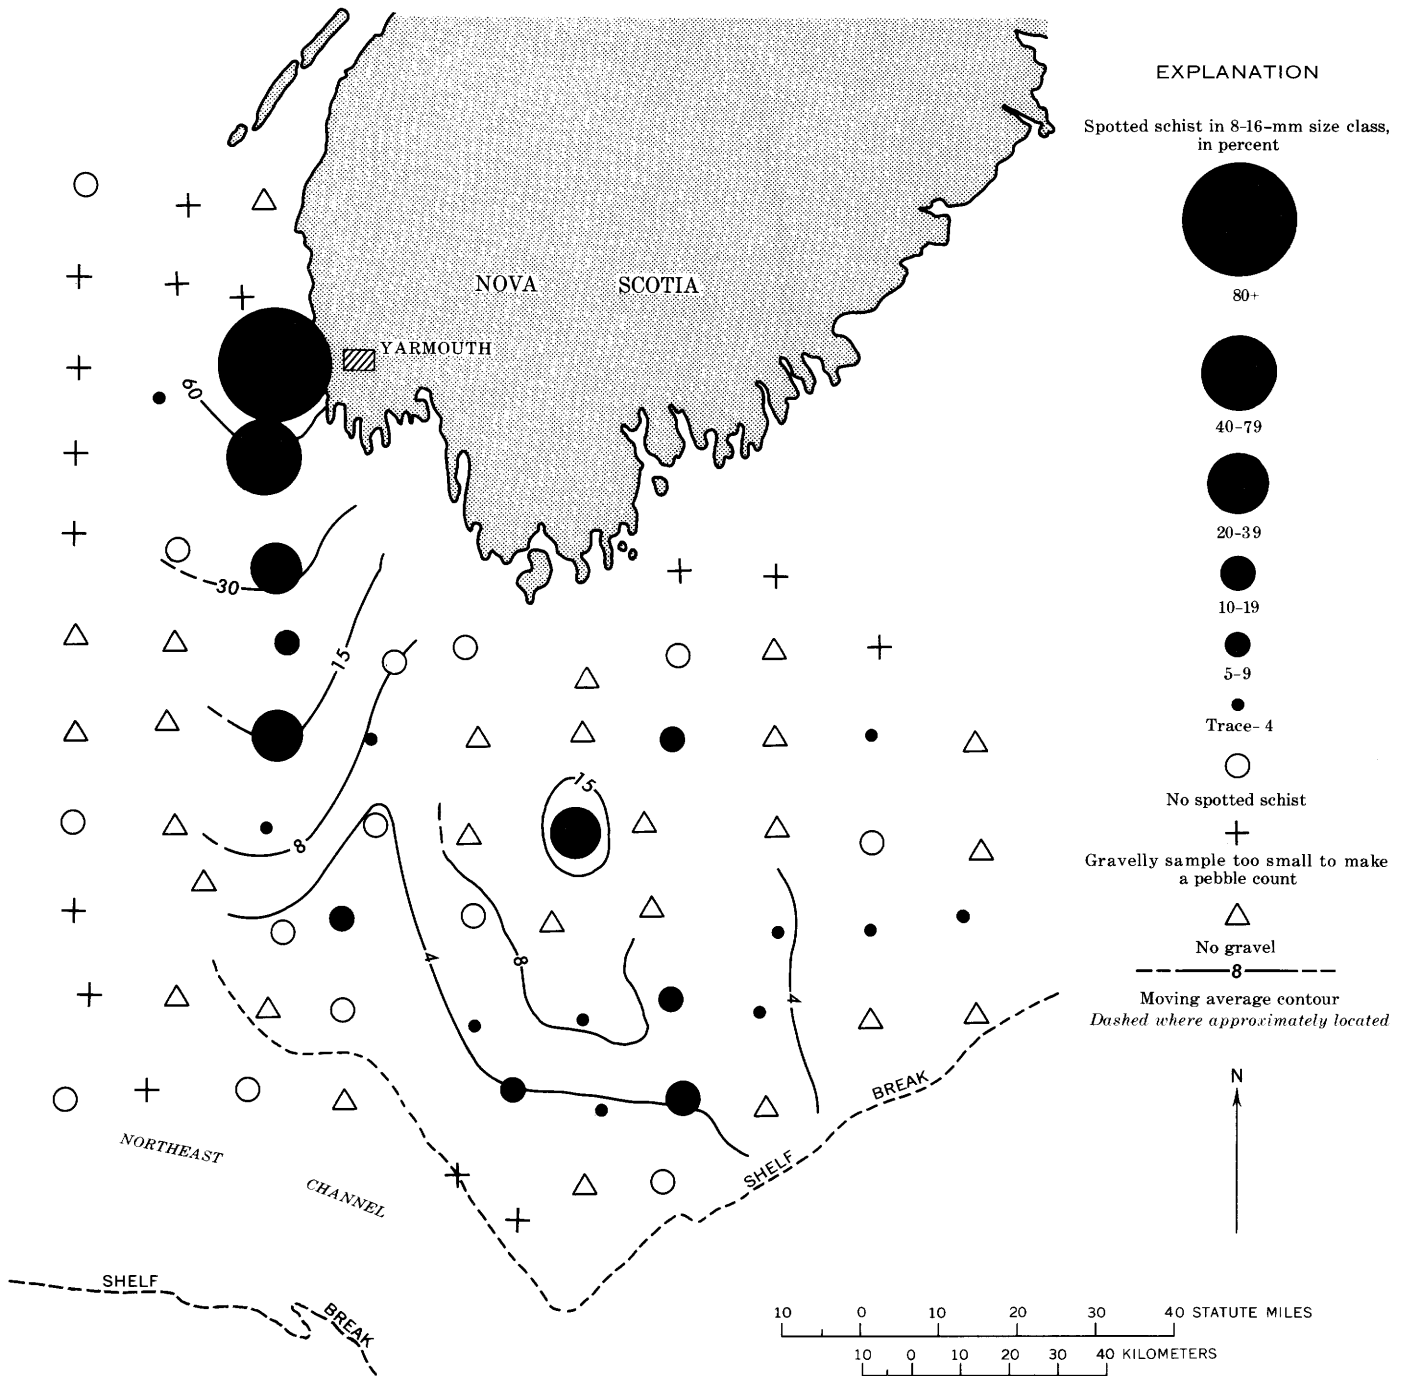 EXPLANATION
Spotted schist in 8-16-mm size class,
in percent
80+
40-79
20-39
10-19
5-9
Trace-4
No spotted schist
Gravelly sample too small to make
a pebble count
No gravel
8
Moving average contour
Dashed where approximately located
N
NOVA SCOTIA
YARMOUTH
60
30
15
15
8
4
8
4
BREAK
SHELF
NORTHEAST
CHANNEL
SHELF
BREAK
10 0 10 20 30 40 STATUTE MILES
10 0 10 20 30 40 KILOMETERS